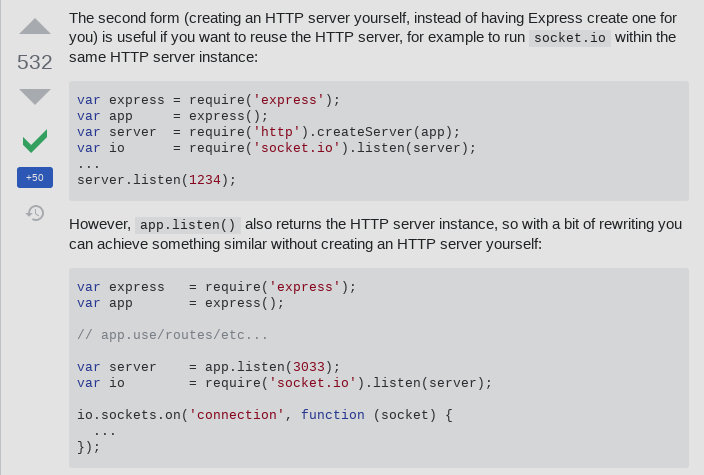 The second form (creating an HTTP server yourself, instead of having Express create one for
you) is useful if you want to reuse the HTTP server, for example to run socket.io within the
same HTTP server instance:
532
+50
var express = require('express');
var app     = express();
var server  = require('http').createServer(app);
var io      = require('socket.io').listen(server);
...
server.listen(1234);
However, app.listen() also returns the HTTP server instance, so with a bit of rewriting you
can achieve something similar without creating an HTTP server yourself:
var express   = require('express');
var app       = express();
// app.use/routes/etc...
var server    = app.listen(3033);
var io        = require('socket.io').listen(server);
io.sockets.on('connection', function (socket) {
  ...
});